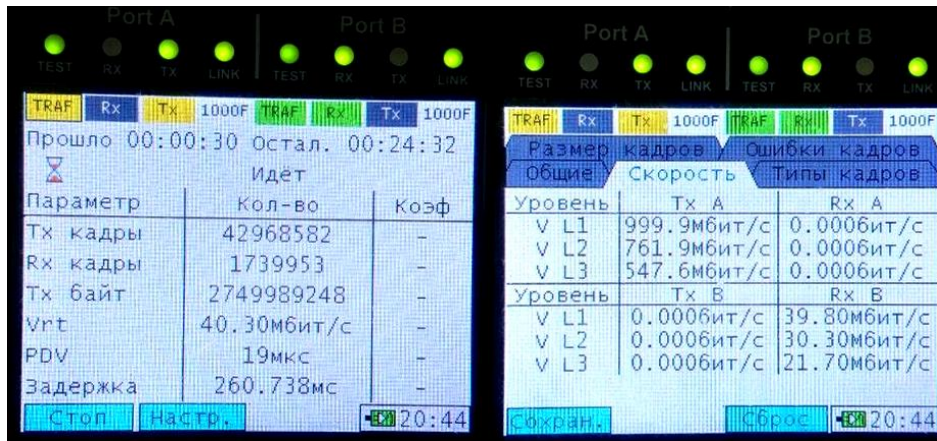 Port A Port B
TEST RX TX LINK TEST RX TX LINK
TRAF Rx Tx 1000F TRAF Rx Tx 1000F
Прошло 00:00:30 Остал. 00:24:32
Идёт
Параметр Кол-во Коэф
Tx кадры 42968582 –
Rx кадры 1739953 –
Tx байт 2749989248 –
Vrt 40.30Мбит/с –
PDV 19мкс –
Задержка 260.738мс –
Стоп Настр. 20:44
Port A Port B
TEST RX TX LINK TEST RX TX LINK
TRAF Rx Tx 1000F TRAF Rx Tx 1000F
Размер кадров Ошибки кадров
Общие Скорость Типы кадров
Уровень Tx A Rx A
V L1 999.9Мбит/с 0.000бит/с
V L2 761.9Мбит/с 0.000бит/с
V L3 547.6Мбит/с 0.000бит/с
Уровень Tx B Rx B
V L1 0.000бит/с 39.80Мбит/с
V L2 0.000бит/с 30.30Мбит/с
V L3 0.000бит/с 21.70Мбит/с
Сохран. Сброс 20:44